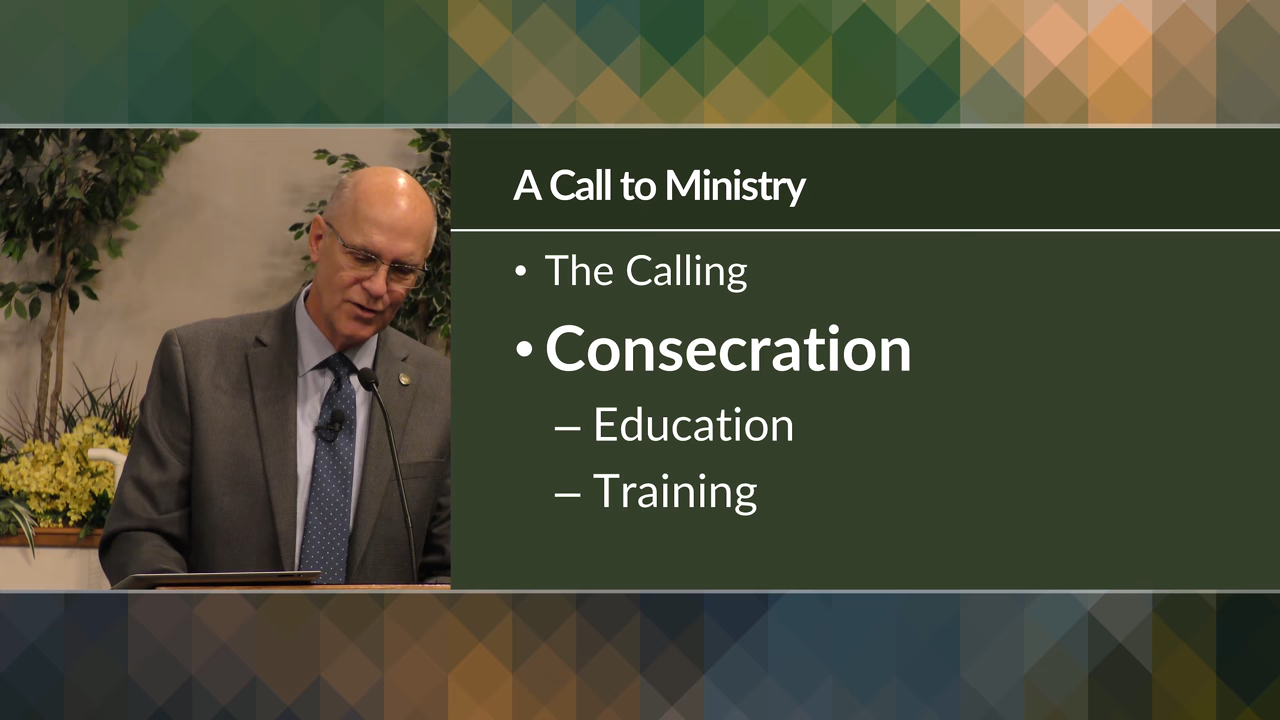 A Call to Ministry
• The Calling
• Consecration
– Education
– Training